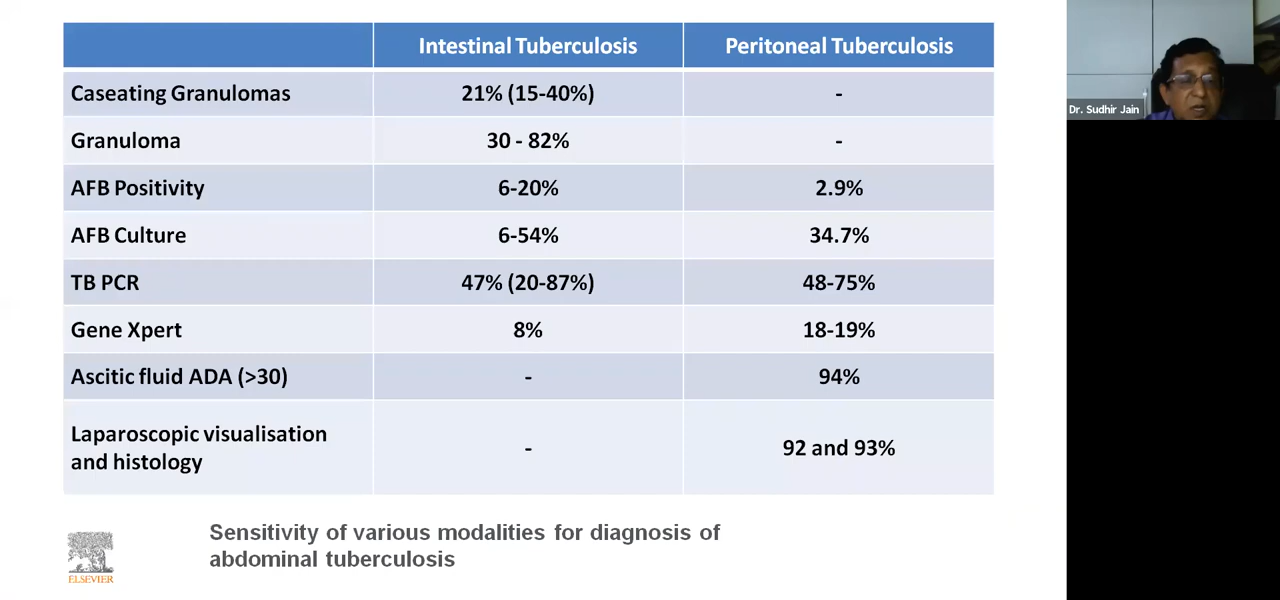 Intestinal Tuberculosis Peritoneal Tuberculosis
Caseating Granulomas 21% (15-40%) -
Granuloma 30 - 82% -
AFB Positivity 6-20% 2.9%
AFB Culture 6-54% 34.7%
TB PCR 47% (20-87%) 48-75%
Gene Xpert 8% 18-19%
Ascitic fluid ADA (>30) - 94%
Laparoscopic visualisation
and histology - 92 and 93%
Sensitivity of various modalities for diagnosis of
abdominal tuberculosis
ELSEVIER
Dr. Sudhir Jain